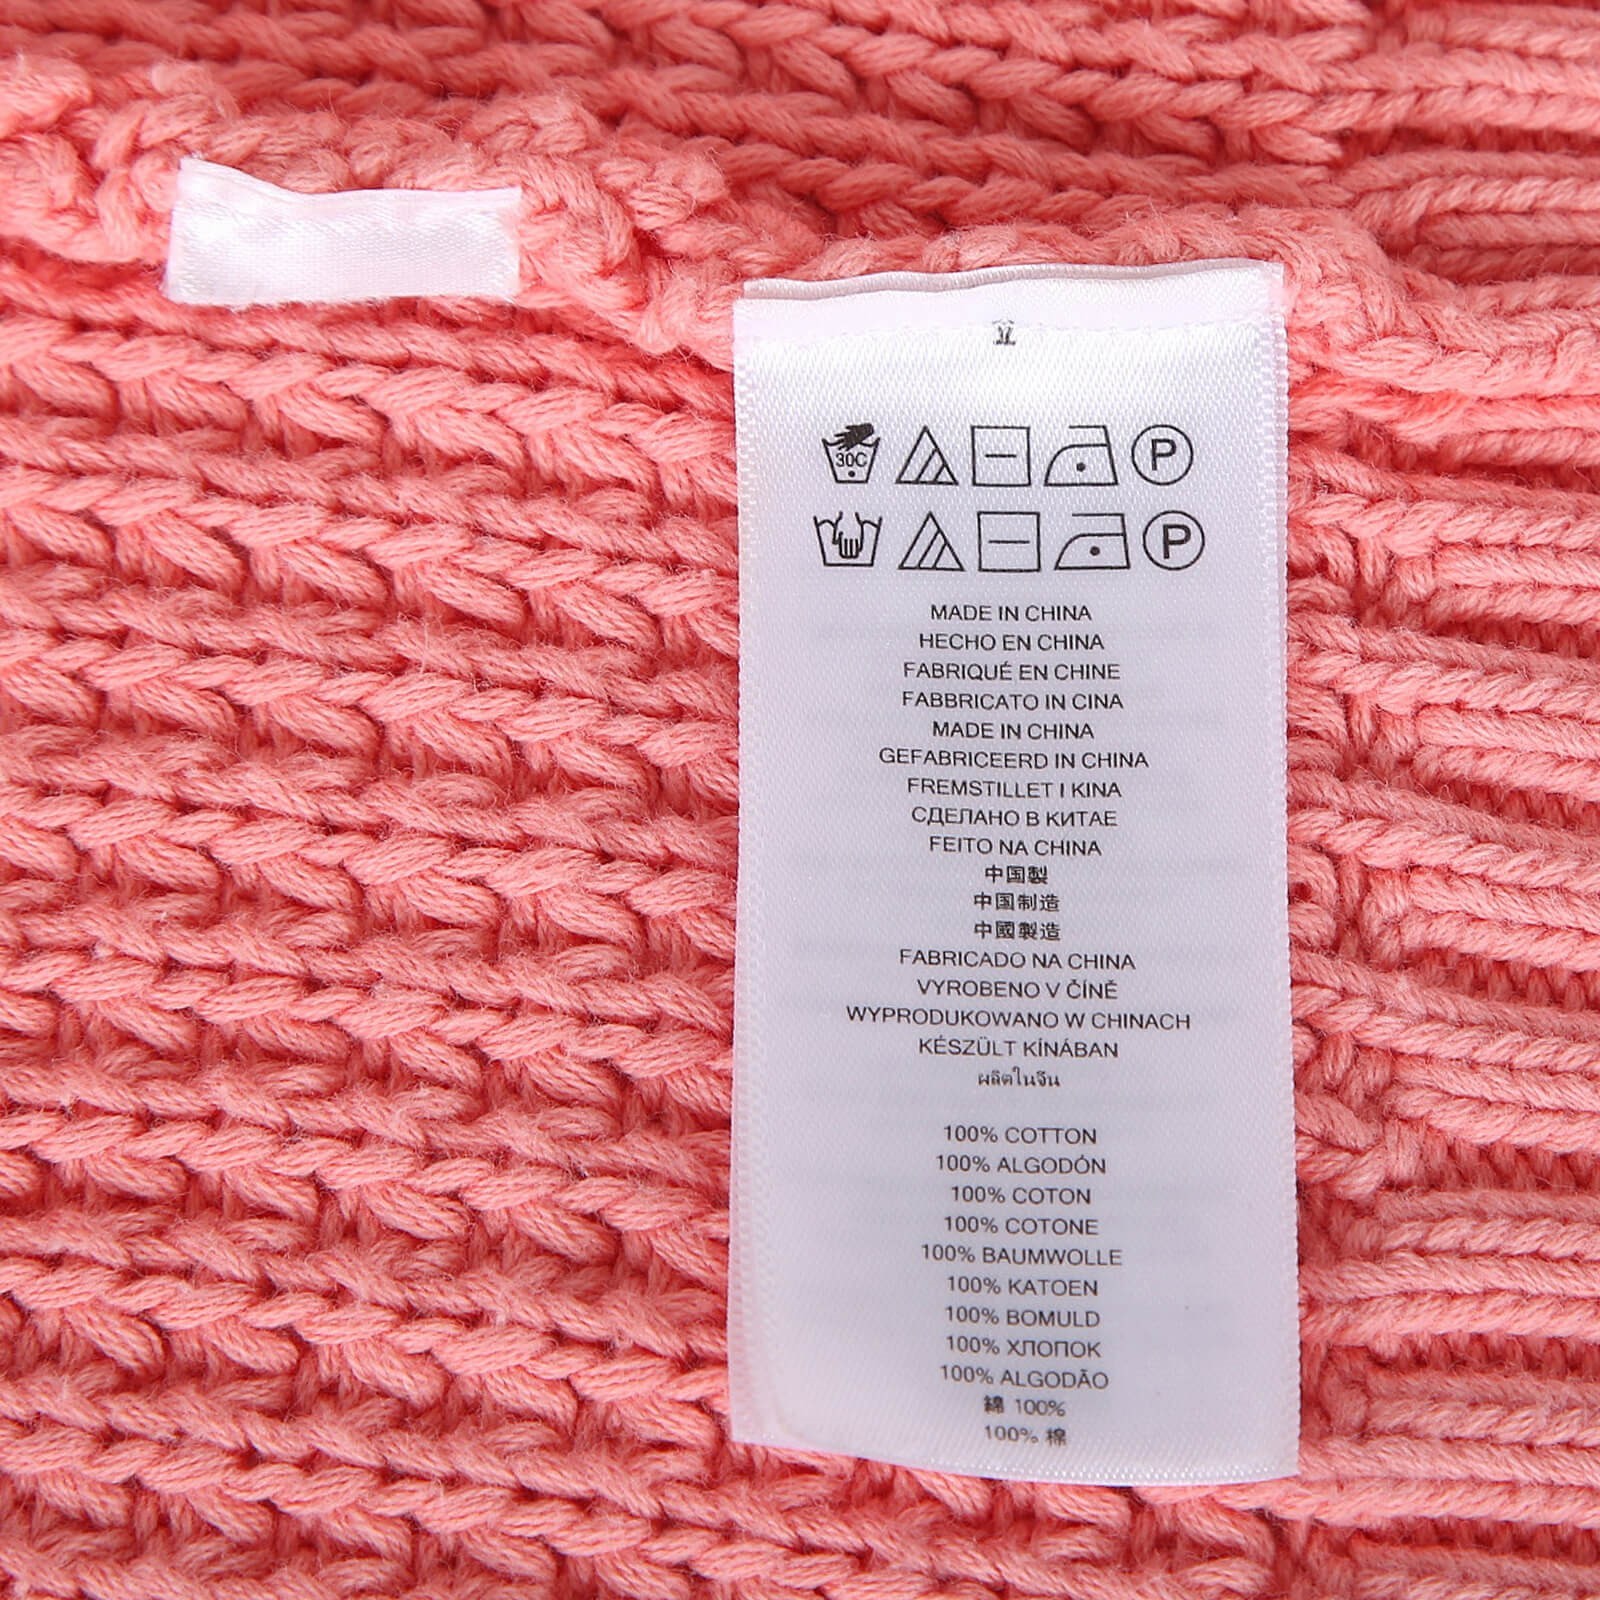 30C P
P
MADE IN CHINA
HECHO EN CHINA
FABRIQUÉ EN CHINE
FABBRICATO IN CINA
MADE IN CHINA
GEFABRICEERD IN CHINA
FREMSTILLET I KINA
СДЕЛАНО В КИТАЕ
FEITO NA CHINA
中国製
中国制造
中國製造
FABRICADO NA CHINA
VYROBENO V ČÍNĚ
WYPRODUKOWANO W CHINACH
KÉSZÜLT KÍNÁBAN
ผลิตในจีน
100% COTTON
100% ALGODÓN
100% COTON
100% COTONE
100% BAUMWOLLE
100% KATOEN
100% BOMULD
100% ХЛОПОК
100% ALGODÃO
綿 100%
100% 棉